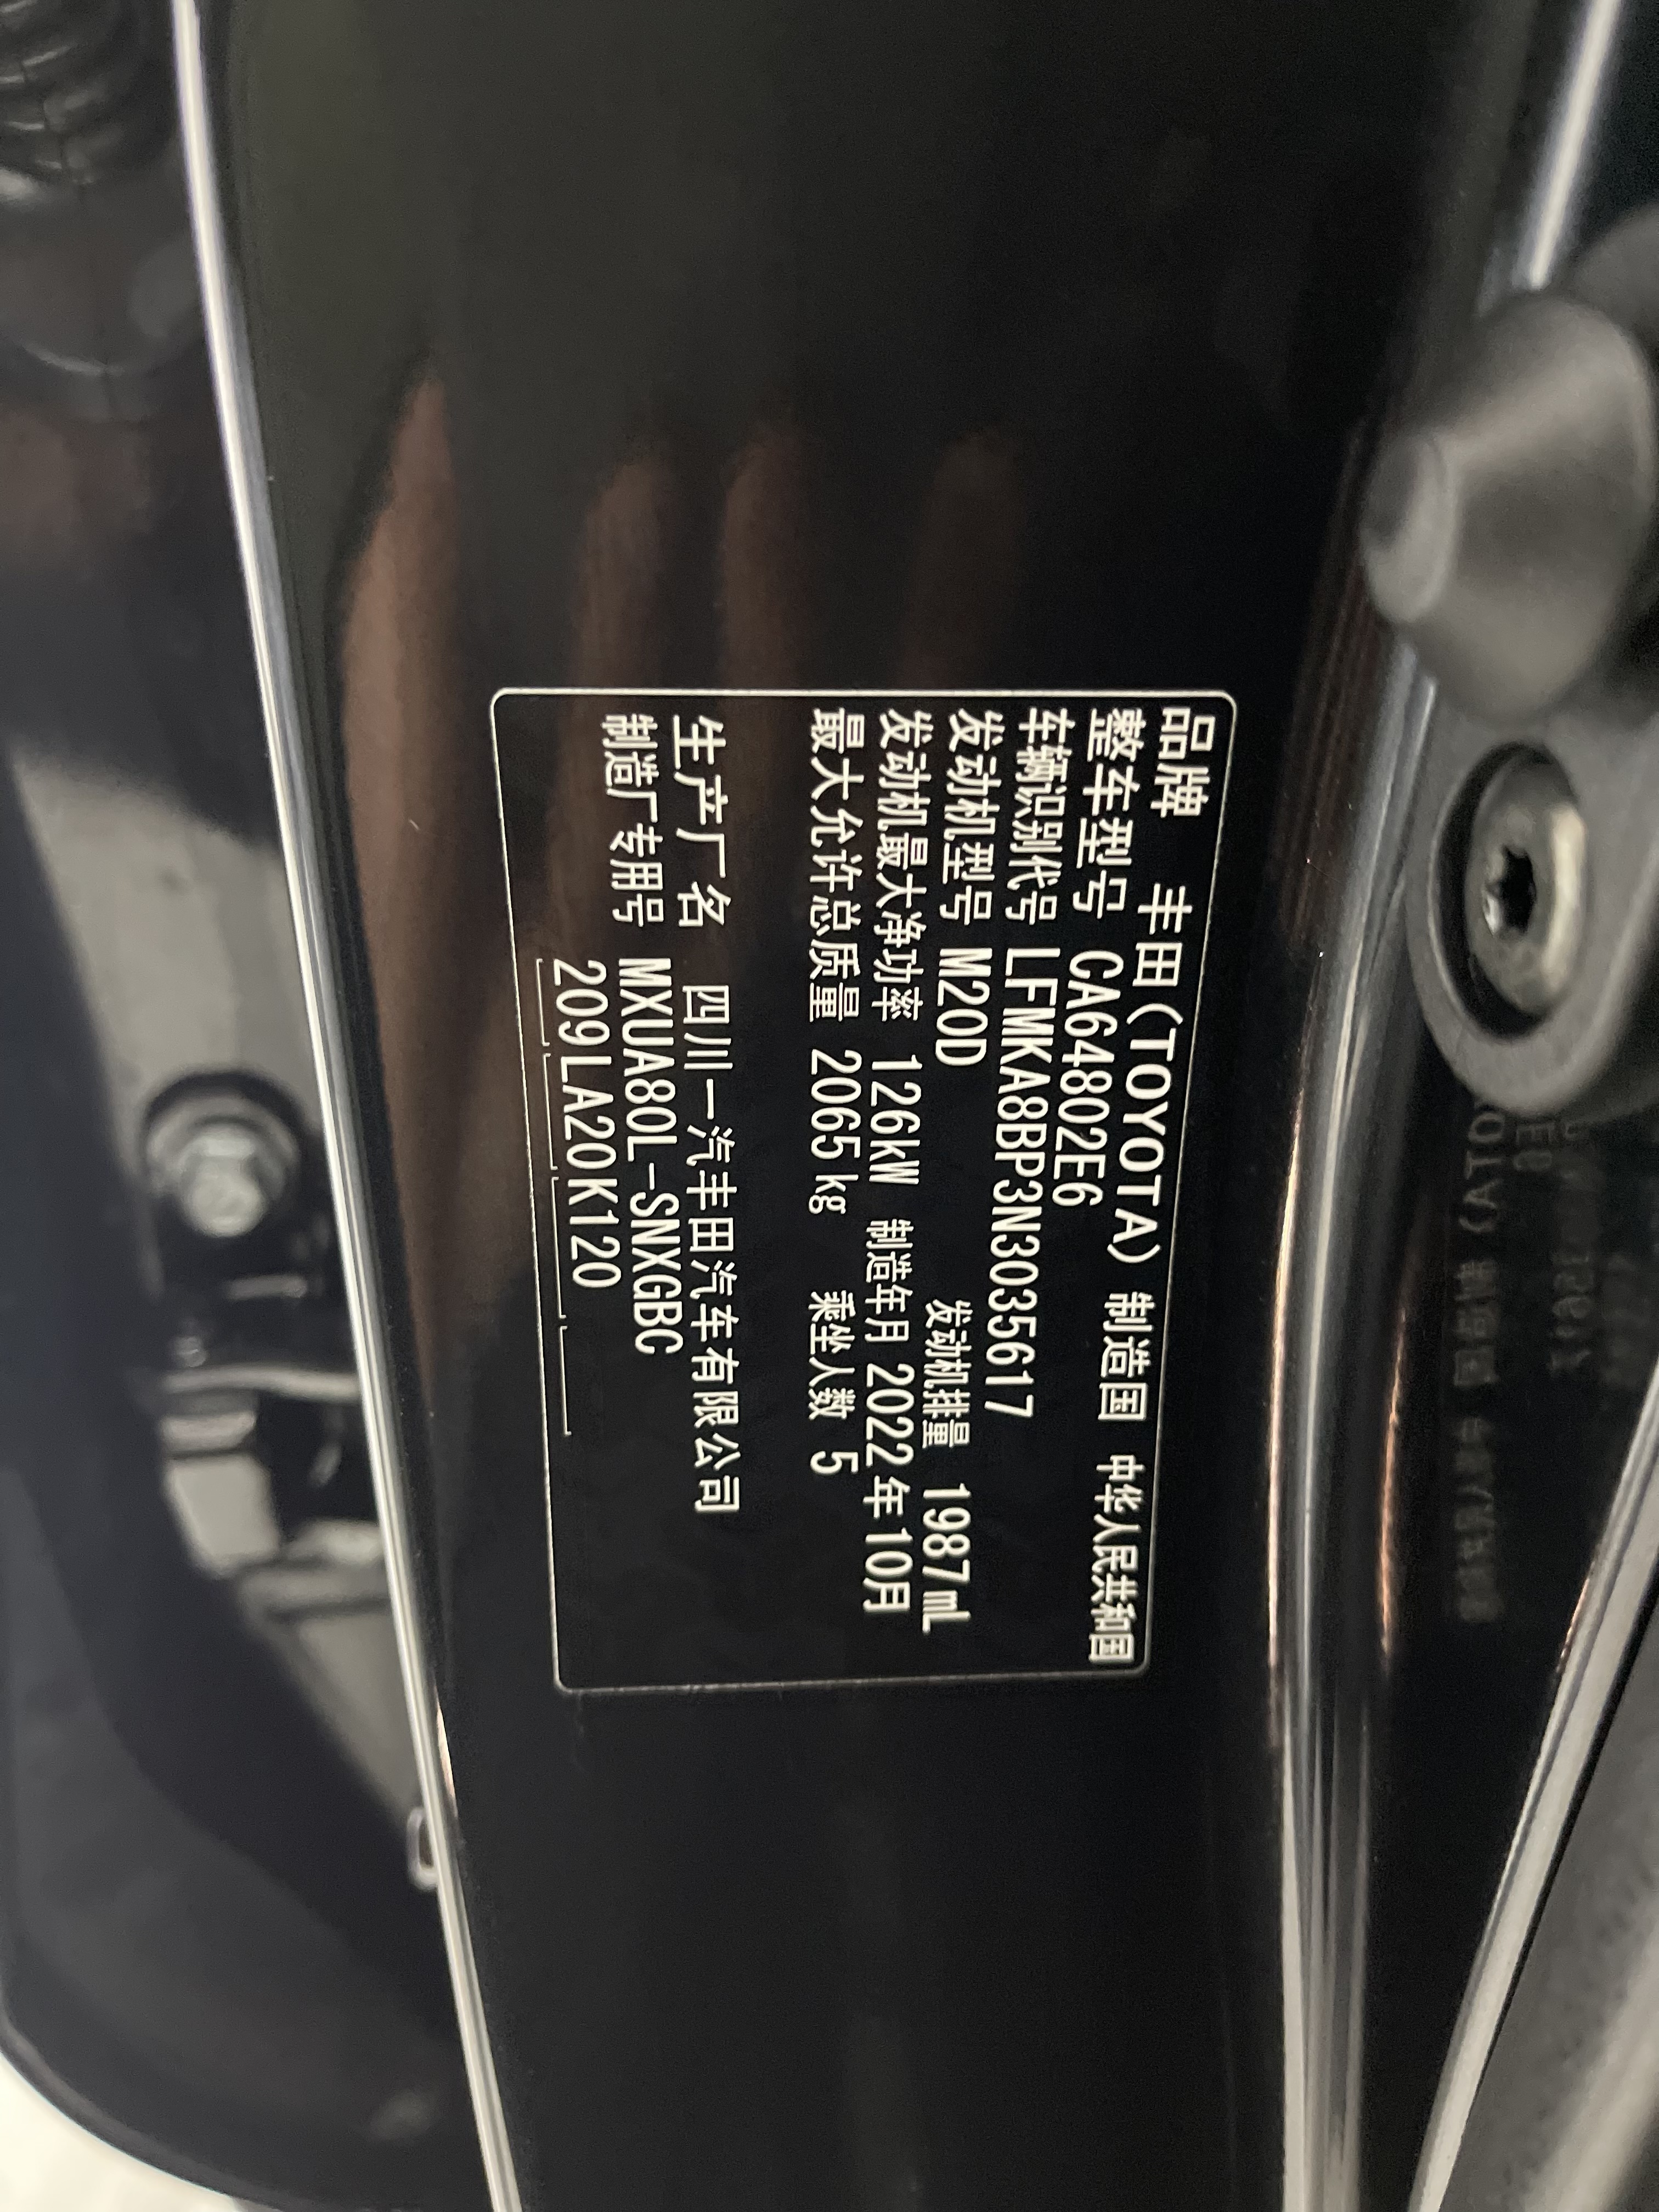 品牌 丰田(TOYOTA) 制造国 中华人民共和国
整车型号 CA64802E6
车辆识别代号 LFMKA8BP3N3035617
发动机型号 M20D 发动机排量 1987mL
发动机最大净功率 126kW 制造年月 2022年10月
最大允许总质量 2065kg 乘坐人数 5
生产厂名 四川一汽丰田汽车有限公司
制造厂专用号 MXUA80L-SNXGBC
209LA20K120